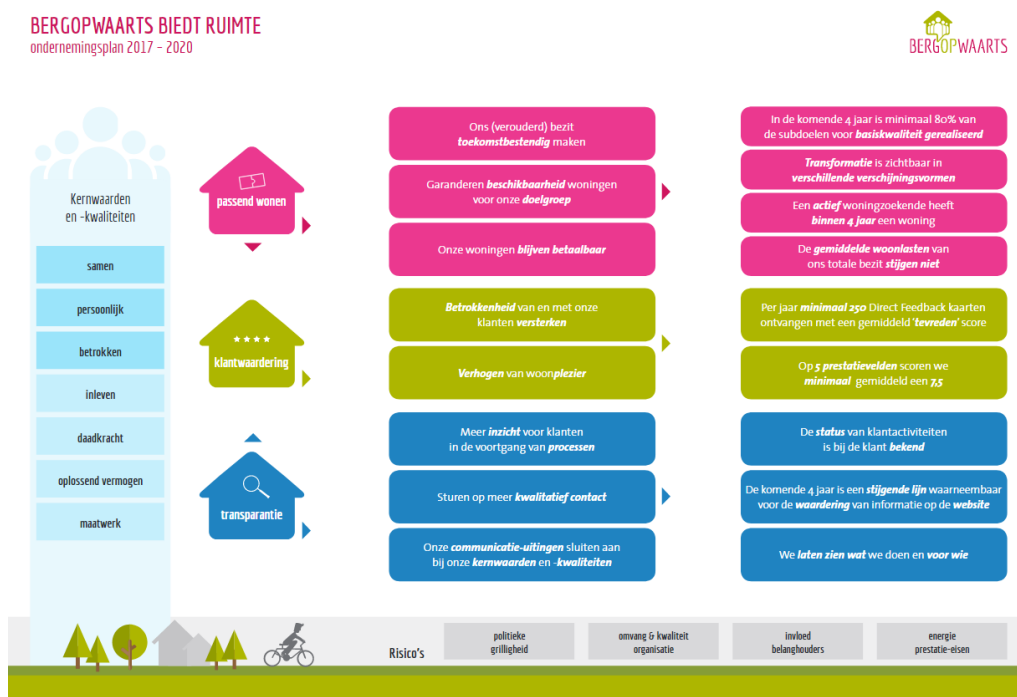 BERGOPWAARTS BIEDT RUIMTE
ondernemingsplan 2017 - 2020
BERGOPWAARTS
Kernwaarden
en -kwaliteiten
samen
persoonlijk
betrokken
inleven
daadkracht
oplossend vermogen
maatwerk
passend wonen
Ons (verouderd) bezit
toekomstbestendig maken
Garanderen beschikbaarheid woningen
voor onze doelgroep
Onze woningen blijven betaalbaar
In de komende 4 jaar is minimaal 80% van
de subdoelen voor basiskwaliteit gerealiseerd
Transformatie is zichtbaar in
verschillende verschijningsvormen
Een actief woningzoekende heeft
binnen 4 jaar een woning
De gemiddelde woonlasten van
ons totale bezit stijgen niet
klantwaardering
Betrokkenheid van en met onze
klanten versterken
Verhogen van woonplezier
Per jaar minimaal 250 Direct Feedback kaarten
ontvangen met een gemiddeld 'tevreden' score
Op 5 prestatievelden scoren we
minimaal gemiddeld een 7,5
transparantie
Meer inzicht voor klanten
in de voortgang van processen
Sturen op meer kwalitatief contact
Onze communicatie-uitingen sluiten aan
bij onze kernwaarden en -kwaliteiten
De status van klantactiviteiten
is bij de klant bekend
De komende 4 jaar is een stijgende lijn waarneembaar
voor de waardering van informatie op de website
We laten zien wat we doen en voor wie
Risico's
politieke
grilligheid
omvang & kwaliteit
organisatie
invloed
belanghouders
energie
prestatie-eisen